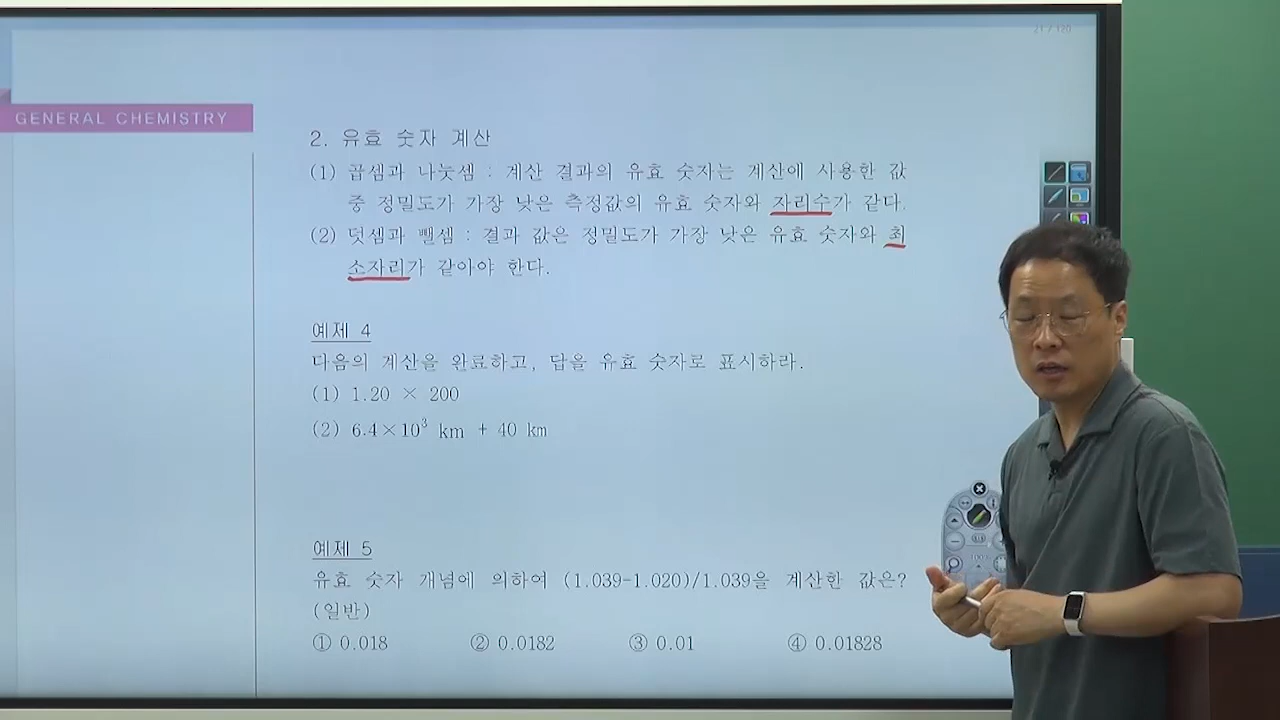 21 / 120
GENERAL CHEMISTRY
2. 유효 숫자 계산
(1) 곱셈과 나눗셈 : 계산 결과의 유효 숫자는 계산에 사용한 값
중 정밀도가 가장 낮은 측정값의 유효 숫자와 자리수가 같다.
(2) 덧셈과 뺄셈 : 결과 값은 정밀도가 가장 낮은 유효 숫자와 최
소자리가 같아야 한다.
예제 4
다음의 계산을 완료하고, 답을 유효 숫자로 표시하라.
(1) 1.20 × 200
(2) 6.4×10³ km + 40 km
예제 5
유효 숫자 개념에 의하여 (1.039-1.020)/1.039을 계산한 값은?
(일반)
① 0.018 ② 0.0182 ③ 0.01 ④ 0.01828